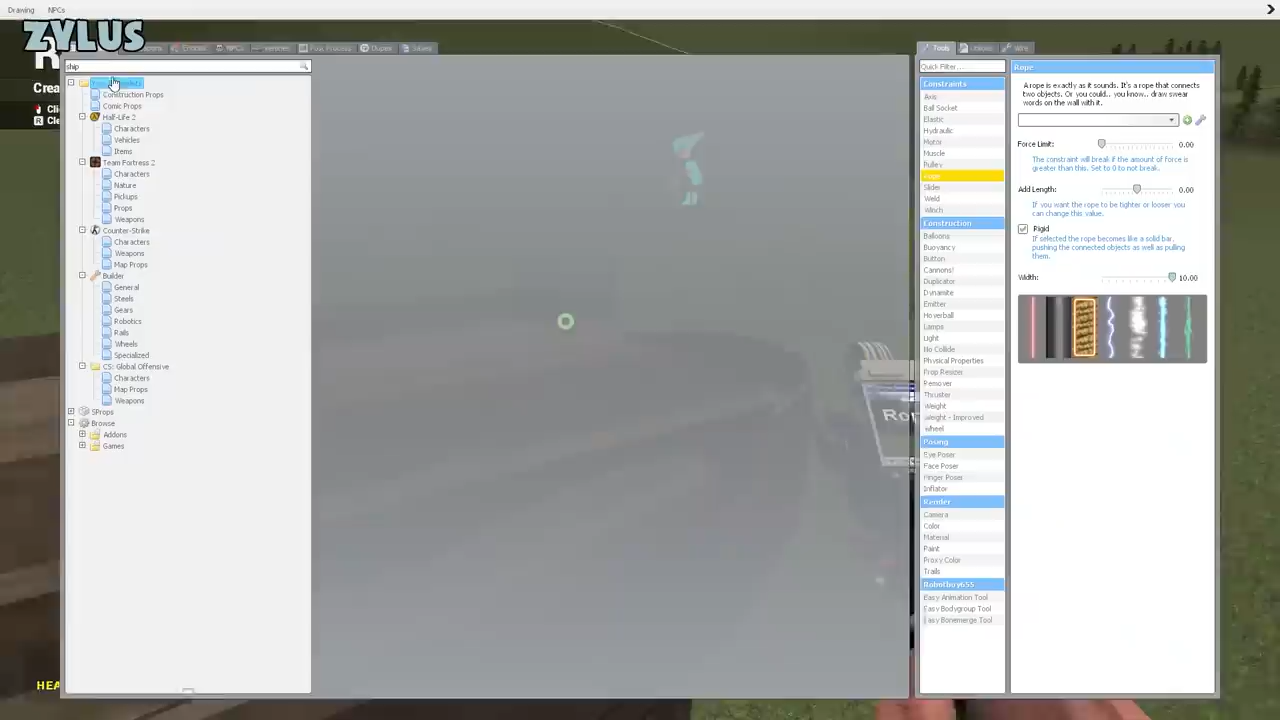 Drawing NPCs
ZYLUS
Post Process
Dupes
Saves
ship
Construction Props
Comic Props
Half-Life 2
Characters
Vehicles
Items
Team Fortress 2
Characters
Nature
Pickups
Props
Weapons
Counter-Strike
Characters
Weapons
Map Props
Builder
General
Steels
Gears
Robotics
Rails
Wheels
Specialized
CS: Global Offensive
Characters
Map Props
Weapons
SProps
Browse
Addons
Games
Tools
Utilities
Quick Filter...
Constraints
Axis
Ball Socket
Elastic
Hydraulic
Motor
Muscle
Pulley
Rope
Slider
Weld
Winch
Construction
Balloons
Buoyancy
Button
Cannons!
Duplicator
Dynamite
Emitter
Hoverball
Lamps
Light
No Collide
Physical Properties
Prop Resizer
Remover
Thruster
Weight
Weight - Improved
Wheel
Posing
Eye Poser
Face Poser
Finger Poser
Inflator
Render
Camera
Color
Material
Paint
Proxy Color
Trails
Robotboy655
Easy Animation Tool
Easy Bodygroup Tool
Easy Bonemerge Tool
Rope
A rope is exactly as it sounds. It's a rope that connects
two objects. Or you could.. you know.. draw swear
words on the wall with it.
Force Limit: 0.00
The constraint will break if the amount of force is
greater than this. Set to 0 to not break.
Add Length: 0.00
If you want the rope to be tighter or looser you
can change this value.
Rigid
If selected the rope becomes like a solid bar,
pushing the connected objects as well as pulling
them.
Width: 10.00